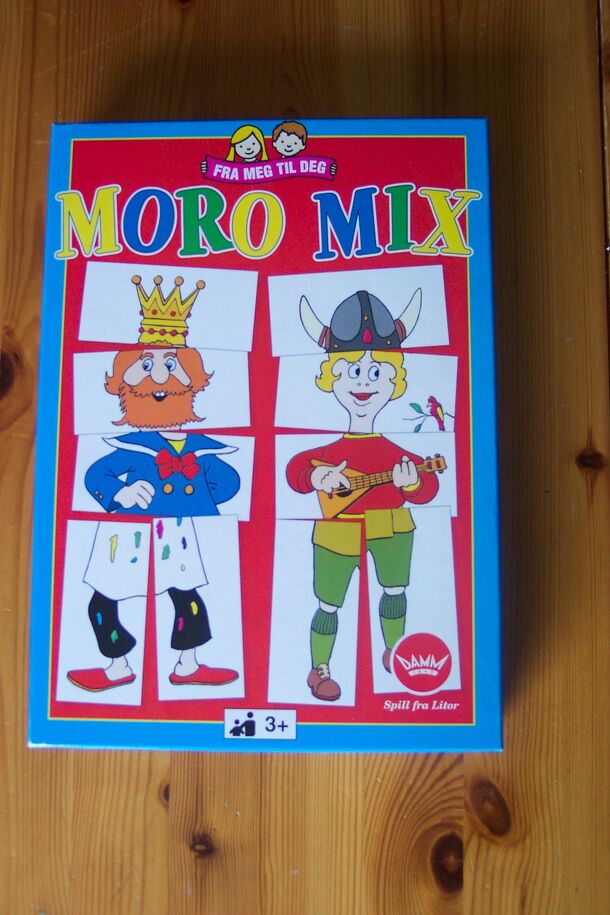 FRA MEG TIL DEG
MORO MIX
DAMM
Spill fra Litor
3+